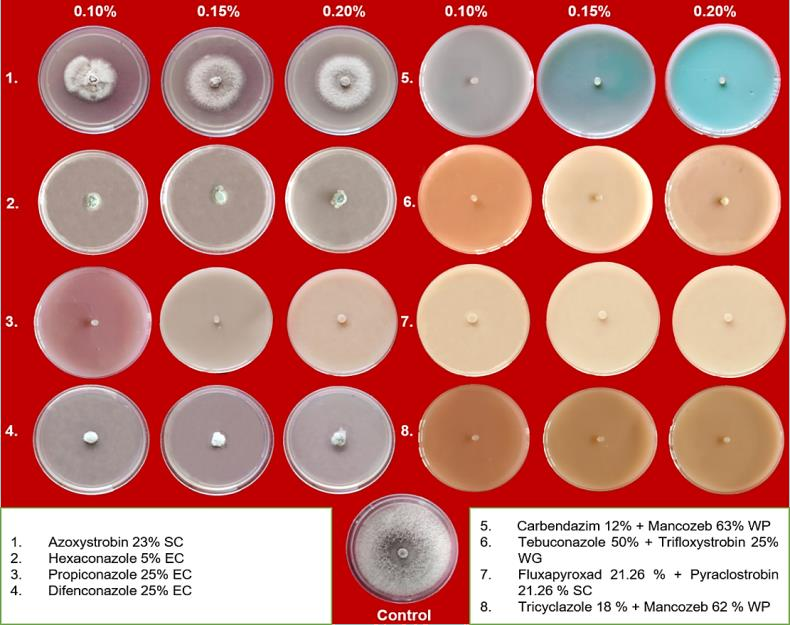 0.10% 0.15% 0.20% 0.10% 0.15% 0.20%
1. 5.
2. 6.
3. 7.
4. 8.
1. Azoxystrobin 23% SC
2. Hexaconazole 5% EC
3. Propiconazole 25% EC
4. Difenconazole 25% EC
Control
5. Carbendazim 12% + Mancozeb 63% WP
6. Tebuconazole 50% + Trifloxystrobin 25%
WG
7. Fluxapyroxad 21.26 % + Pyraclostrobin
21.26 % SC
8. Tricyclazole 18 % + Mancozeb 62 % WP